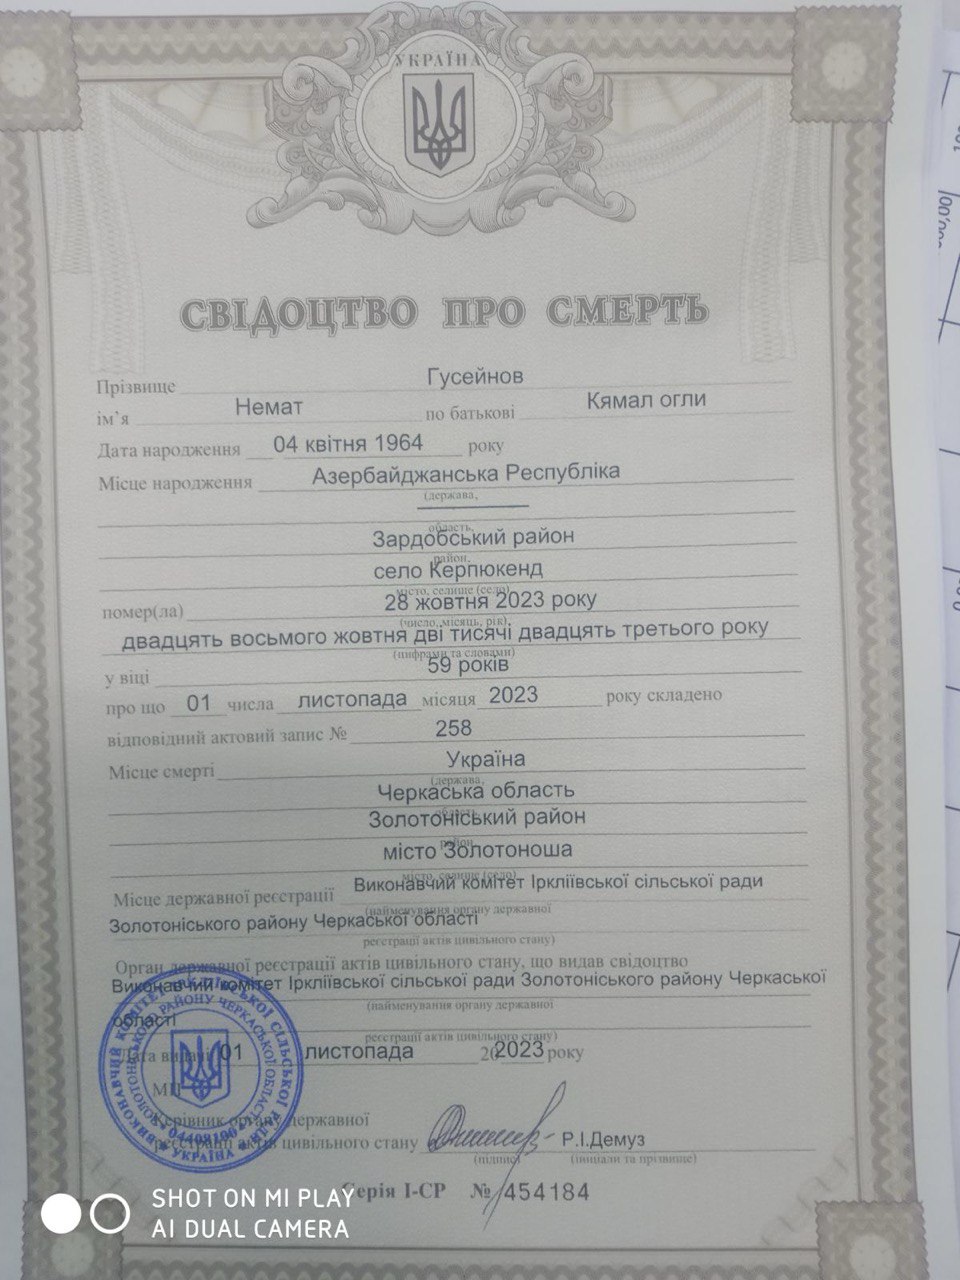 УКРАЇНА
СВІДОЦТВО ПРО СМЕРТЬ
Прізвище Гусейнов
ім'я Немат по батькові Кямал огли
Дата народження 04 квітня 1964 року
Місце народження Азербайджанська Республіка
(держава,
область,
Зардобський район
район,
село Керпюкенд
місто, селище (село)
помер(ла) 28 жовтня 2023 року
(число, місяць, рік),
двадцять восьмого жовтня дві тисячі двадцять третього року
(цифрами та словами)
у віці 59 років
про що 01 числа листопада місяця 2023 року складено
відповідний актовий запис № 258
Місце смерті Україна
(держава,
Черкаська область
область,
Золотоніський район
район,
місто Золотоноша
місто, селище (село)
Місце державної реєстрації Виконавчий комітет Іркліївської сільської ради
(найменування органу державної
Золотоніського району Черкаської області
реєстрації актів цивільного стану)
Орган державної реєстрації актів цивільного стану, що видав свідоцтво
Виконавчий комітет Іркліївської сільської ради Золотоніського району Черкаської
(найменування органу державної
області
реєстрації актів цивільного стану)
Дата видачі 01 листопада 2023 року
МП
Керівник органу державної
реєстрації актів цивільного стану Р.І.Демуз
(підпис) (ініціали та прізвище)
Серія І-СР № 454184
ВИКОНАВЧИЙ КОМІТЕТ ІРКЛІЇВСЬКОЇ СІЛЬСЬКОЇ РАДИ
ЗОЛОТОНІСЬКОГО РАЙОНУ ЧЕРКАСЬКОЇ ОБЛАСТІ
УКРАЇНА
SHOT ON MI PLAY
AI DUAL CAMERA